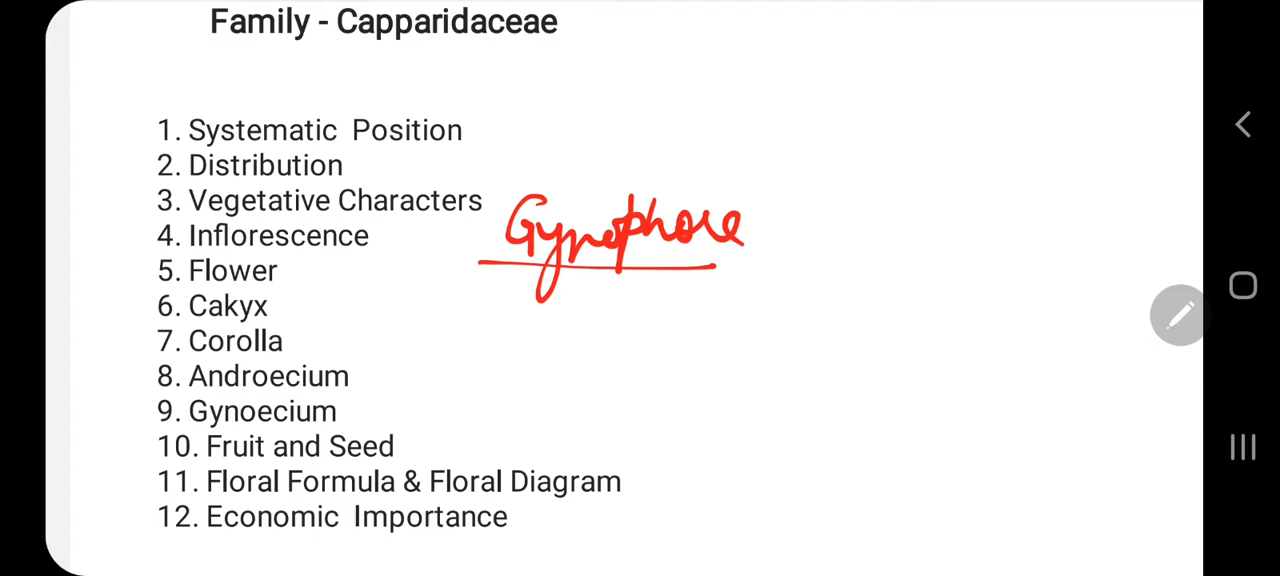 Family - Capparidaceae
1. Systematic Position
2. Distribution
3. Vegetative Characters
Gynophore
4. Inflorescence
5. Flower
6. Cakyx
7. Corolla
8. Androecium
9. Gynoecium
10. Fruit and Seed
11. Floral Formula & Floral Diagram
12. Economic Importance